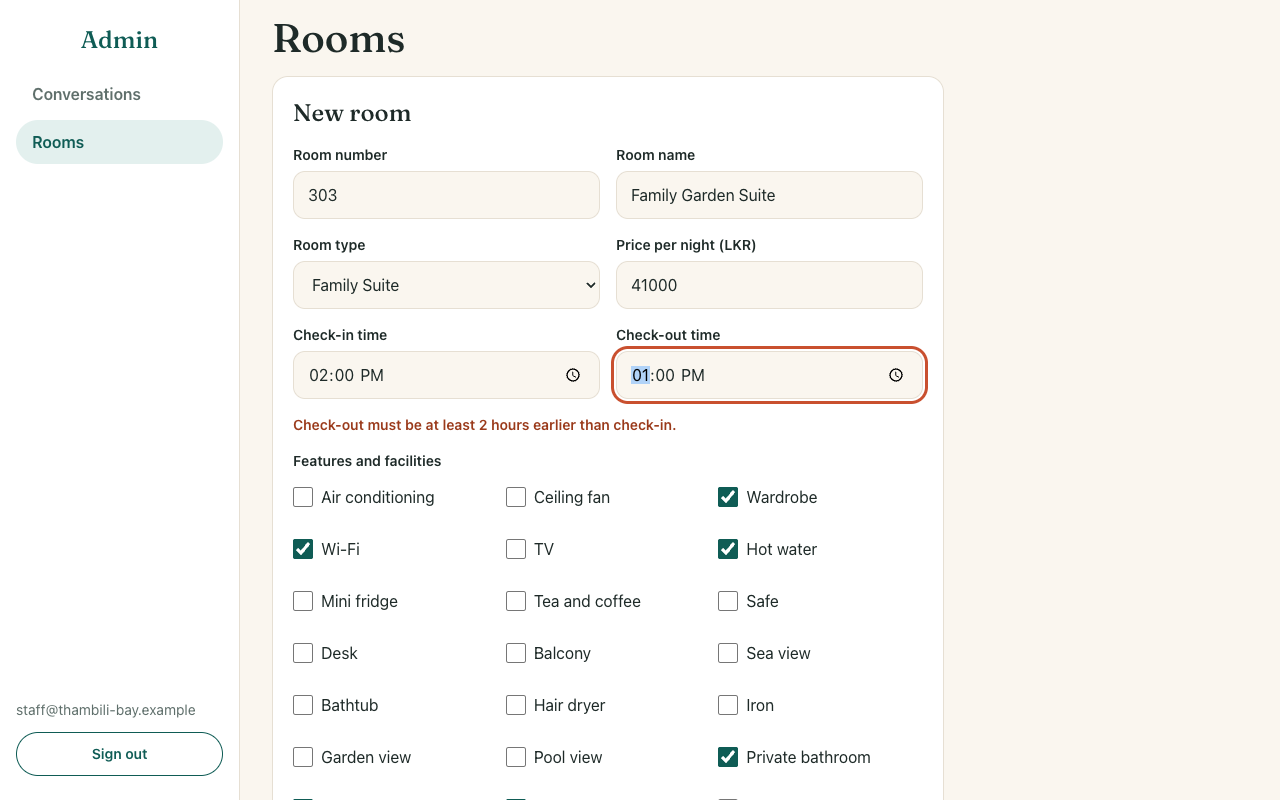 Admin
Conversations
Rooms
staff@thambili-bay.example
Sign out
Rooms
New room
Room number
Room name
303
Family Garden Suite
Room type
Price per night (LKR)
Family Suite
41000
Check-in time
Check-out time
02:00 PM
01:00 PM
Check-out must be at least 2 hours earlier than check-in.
Features and facilities
Air conditioning
Ceiling fan
Wardrobe
Wi-Fi
TV
Hot water
Mini fridge
Tea and coffee
Safe
Desk
Balcony
Sea view
Bathtub
Hair dryer
Iron
Garden view
Pool view
Private bathroom